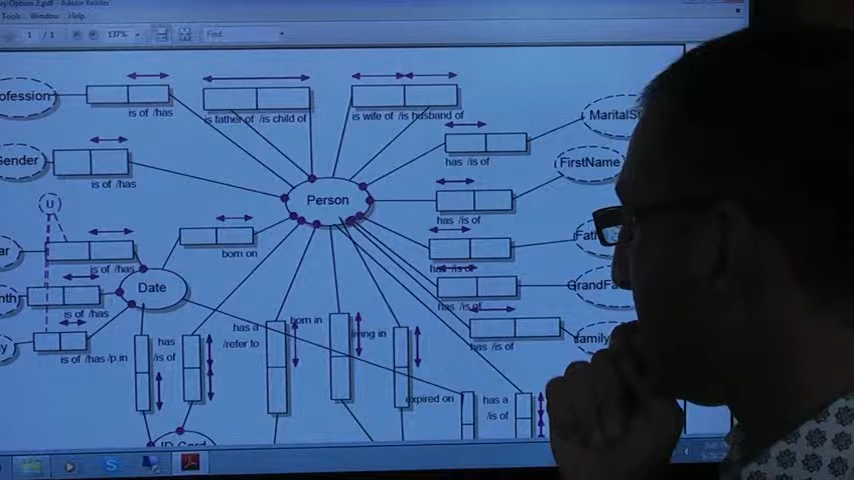 ry Option 2.pdf - Adobe Reader
Tools Window Help
1 / 1 137% Find
ofession
is of /has
is father of /is child of
is wife of /is husband of
MaritalSt
has /is of
Gender
is of /has
FirstName
has /is of
Person
U
born on
Fath
has /is of
ar
is of /has
Date
GrandFa
has /is of
nth
is of /has
family
has /is of
y
is of /has /p.in
has
/is of
has a
/refer to
born in
living in
expired on
has a
/is of
ID Card